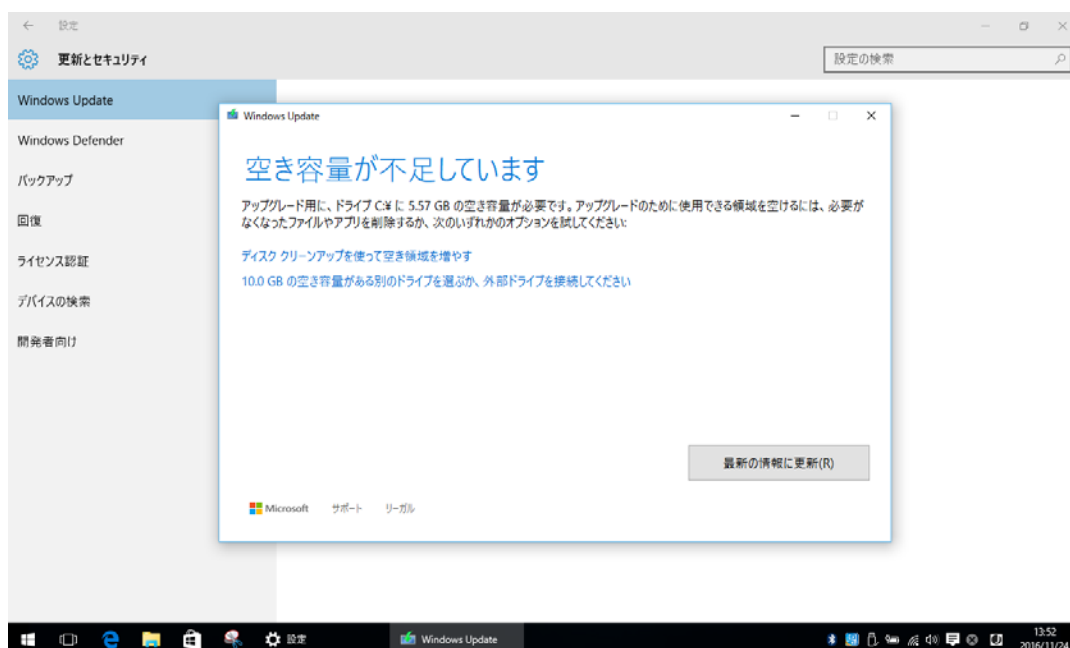 設定
更新とセキュリティ
設定の検索
Windows Update
Windows Defender
バックアップ
回復
ライセンス認証
デバイスの検索
開発者向け
Windows Update
空き容量が不足しています
アップグレード用に、ドライブ C:¥ に 5.57 GB の空き容量が必要です。アップグレードのために使用できる領域を空けるには、必要が
なくなったファイルやアプリを削除するか、次のいずれかのオプションを試してください:
ディスク クリーンアップを使って空き領域を増やす
10.0 GB の空き容量がある別のドライブを選ぶか、外部ドライブを接続してください
最新の情報に更新(R)
Microsoft サポート リーガル
設定 Windows Update
13:52
2016/11/24